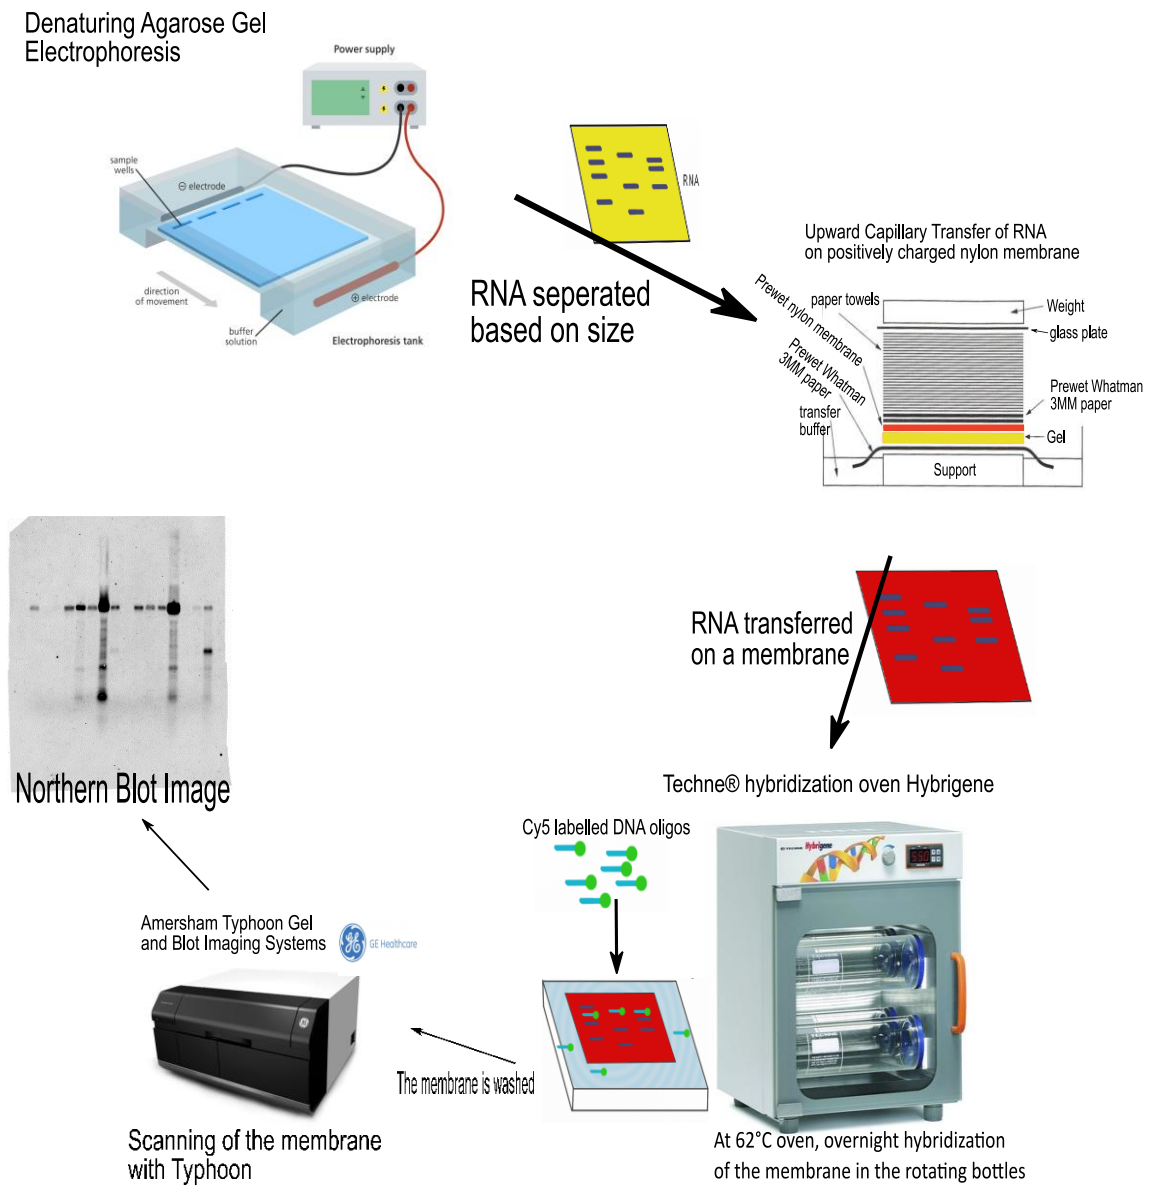 Denaturing Agarose Gel
Electrophoresis
Power supply
sample
wells
⊖ electrode
direction
of movement
⊕ electrode
buffer
solution
Electrophoresis tank
RNA
RNA seperated
based on size
Upward Capillary Transfer of RNA
on positively charged nylon membrane
Prewet nylon membrane
paper towels
Weight
glass plate
Prewet Whatman
3MM paper
Prewet Whatman
3MM paper
transfer
buffer
Gel
Support
RNA transferred
on a membrane
Northern Blot Image
Techne® hybridization oven Hybrigene
Cy5 labelled DNA oligos
TECHNE Hybrigene
Amersham Typhoon Gel
and Blot Imaging Systems
GE Healthcare
The membrane is washed
Scanning of the membrane
with Typhoon
At 62°C oven, overnight hybridization
of the membrane in the rotating bottles